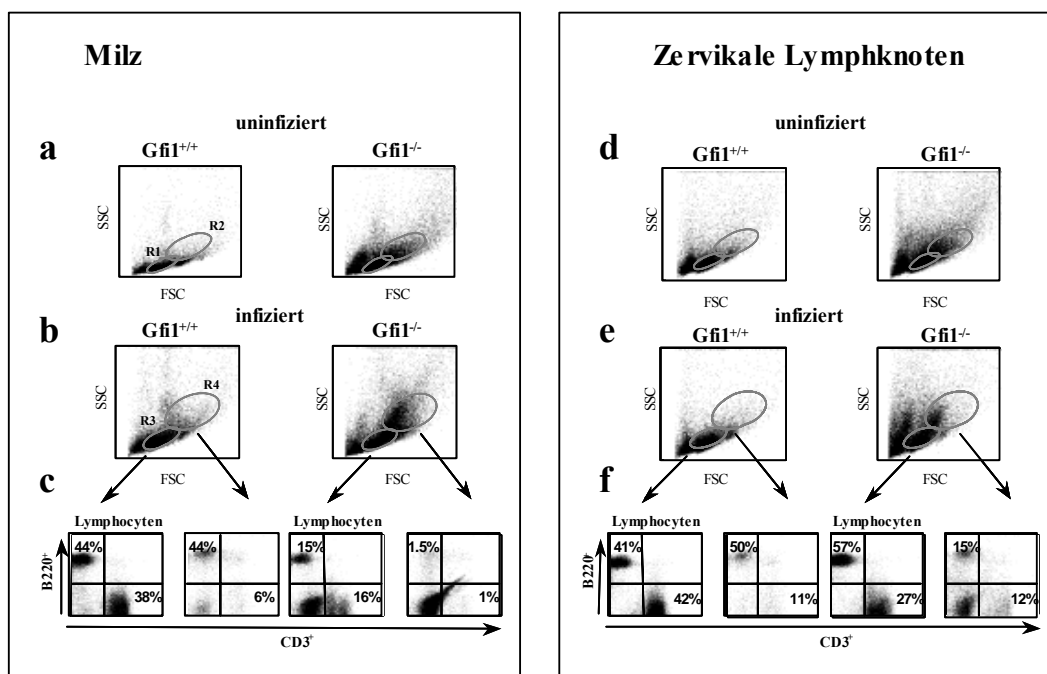 Milz
uninfiziert
a
Gfi1+/+
Gfi1-/-
SSC
R1
R2
SSC
FSC
FSC
infiziert
b
Gfi1+/+
Gfi1-/-
SSC
R3
R4
SSC
FSC
FSC
c
Lymphocyten
Lymphocyten
B220+
44%
38%
44%
6%
15%
16%
1.5%
1%
CD3+
Zervikale Lymphknoten
uninfiziert
d
Gfi1+/+
Gfi1-/-
SSC
SSC
FSC
FSC
infiziert
e
Gfi1+/+
Gfi1-/-
SSC
SSC
FSC
FSC
f
Lymphocyten
Lymphocyten
B220+
41%
42%
50%
11%
57%
27%
15%
12%
CD3+